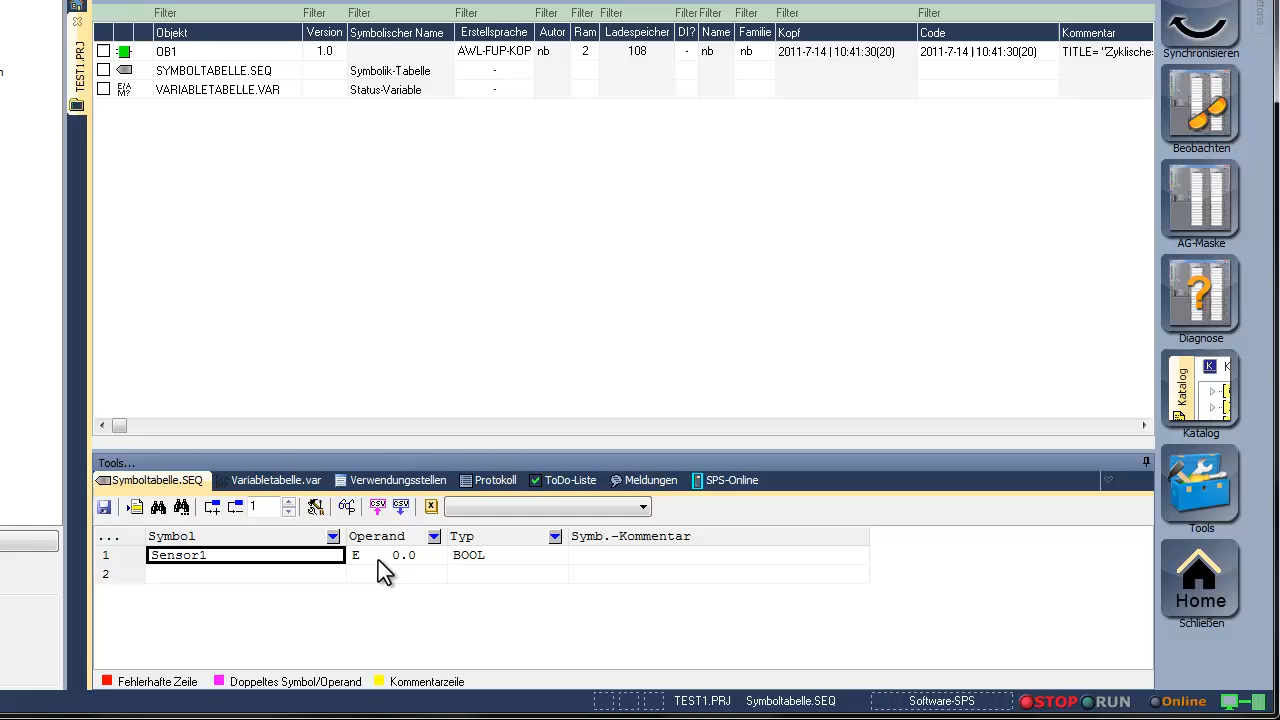 Filter Filter Filter Filter Filter Filter Filter Filter Filter Filter Filter
Objekt Version Symbolischer Name Erstellsprache Autor Ram Ladespeicher DI? Name Familie Kopf Code Kommentar
OB1 1.0 AWL-FUP-KOP nb 2 108 - nb nb 2011-7-14 | 10:41:30(20) 2011-7-14 | 10:41:30(20) TITLE= "Zyklische
SYMBOLTABELLE.SEQ Symbolik-Tabelle -
E/A M? VARIABLETABELLE.VAR Status-Variable
TEST1.PRJ
Synchronisieren
Beobachten
AG-Maske
Diagnose
Katalog
K
Katalog
Tools
Home
Schließen
Tools...
Symboltabelle.SEQ Variabletabelle.var Verwendungsstellen Protokoll ToDo-Liste Meldungen SPS-Online
1 CSV CSV
... Symbol Operand Typ Symb.-Kommentar
1 Sensor1 E 0.0 BOOL
2
Fehlerhafte Zeile Doppeltes Symbol/Operand Kommentarzeile
TEST1.PRJ Symboltabelle.SEQ Software-SPS STOP RUN Online